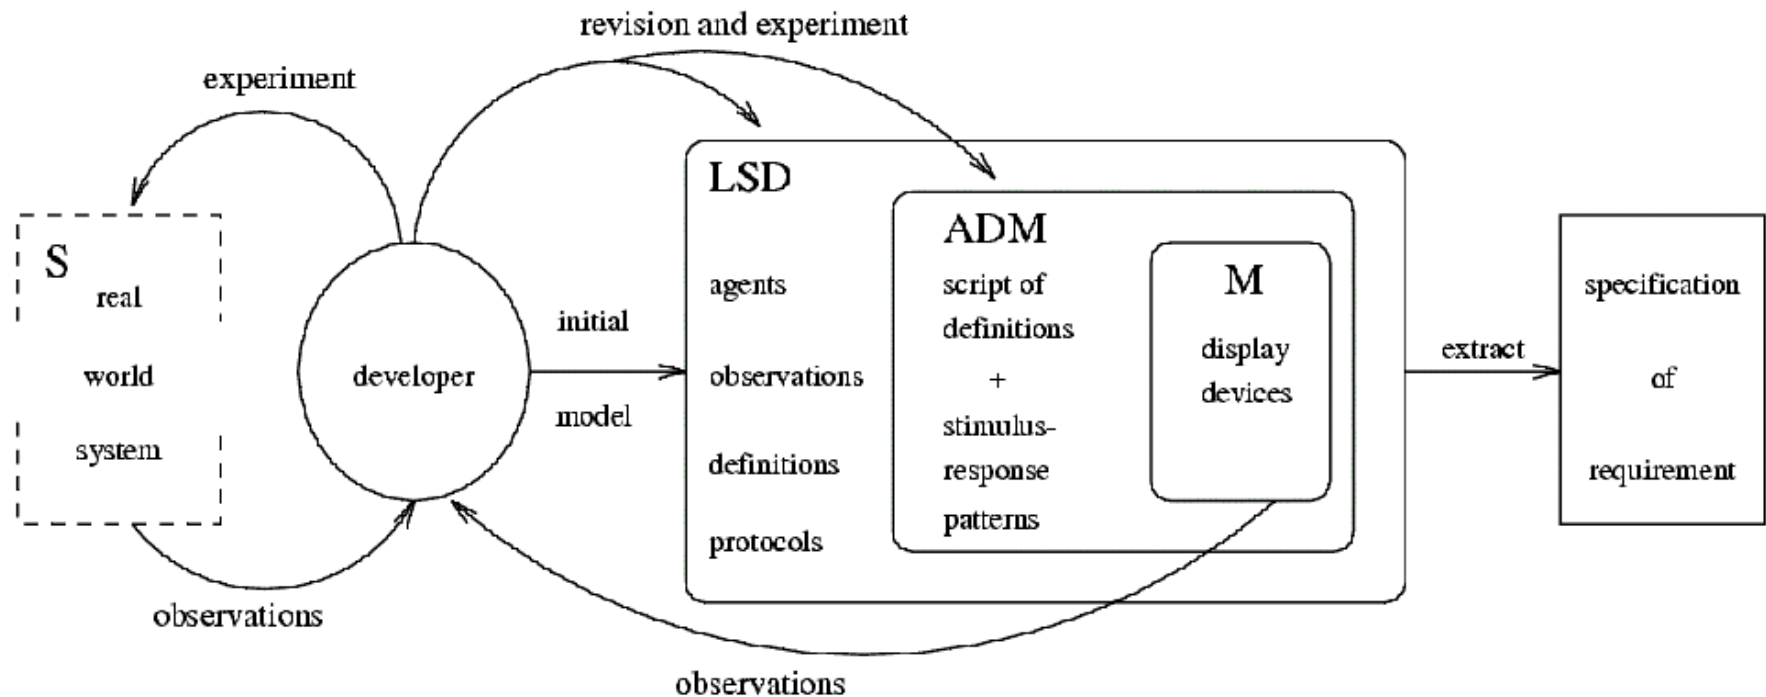 revision and experiment
experiment
S
real
world
system
observations
developer
initial
model
LSD
agents
observations
definitions
protocols
ADM
script of
definitions
+
stimulus-
response
patterns
M
display
devices
observations
extract
specification
of
requirement